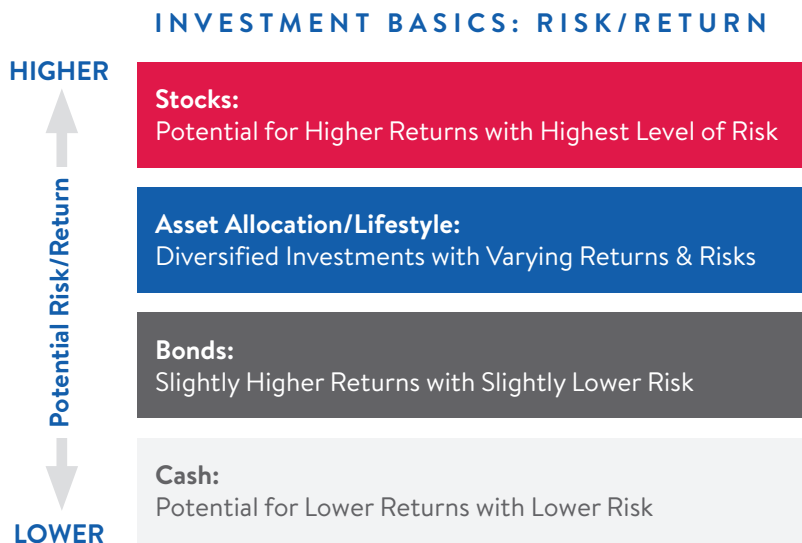 INVESTMENT BASICS: RISK/RETURN
HIGHER
Potential Risk/Return
LOWER
Stocks:
Potential for Higher Returns with Highest Level of Risk
Asset Allocation/Lifestyle:
Diversified Investments with Varying Returns & Risks
Bonds:
Slightly Higher Returns with Slightly Lower Risk
Cash:
Potential for Lower Returns with Lower Risk